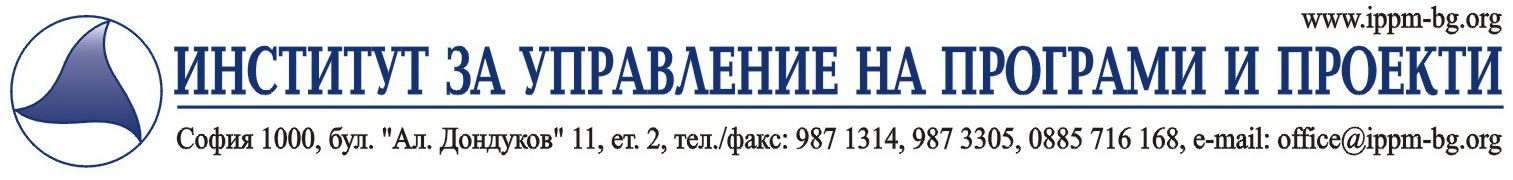 www.ippm-bg.org
ИНСТИТУТ ЗА УПРАВЛЕНИЕ НА ПРОГРАМИ И ПРОЕКТИ
София 1000, бул. "Ал. Дондуков" 11, ет. 2, тел./факс: 987 1314, 987 3305, 0885 716 168, e-mail: office@ippm-bg.org